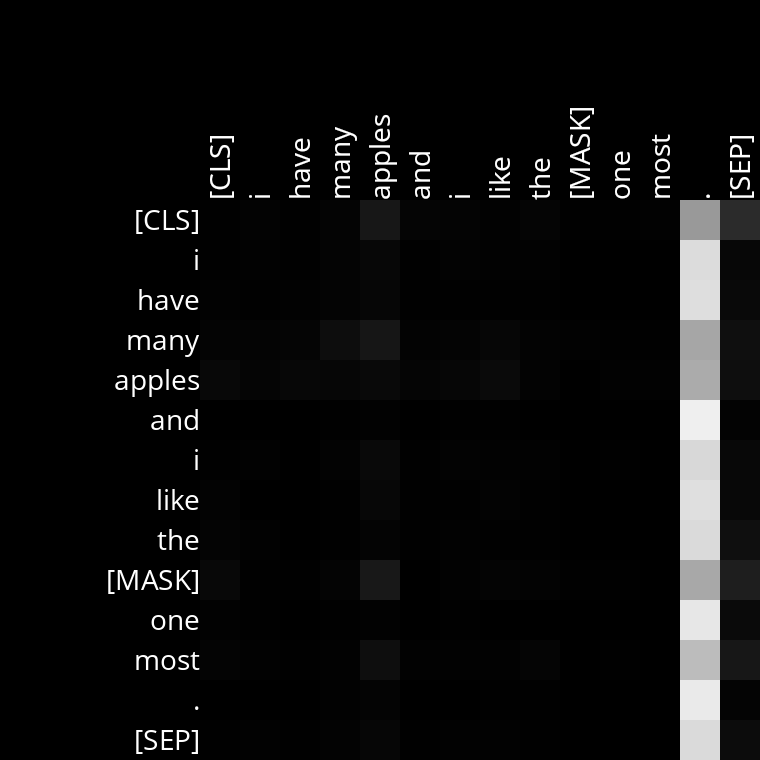 [CLS] i have many apples and i like the [MASK] one most . [SEP]
[CLS]
i
have
many
apples
and
i
like
the
[MASK]
one
most
.
[SEP]